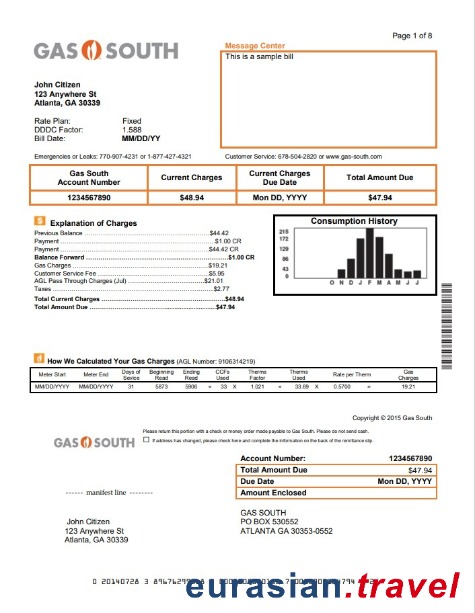 Page 1 of 8
GAS SOUTH
Message Center
This is a sample bill
John Citizen
123 Anywhere St
Atlanta, GA 30339
Rate Plan: Fixed
DDDC Factor: 1.588
Bill Date: MM/DD/YY
Emergencies or Leaks: 770-907-4231 or 1-877-427-4321 Customer Service: 678-504-2820 or www.gas-south.com
Gas South Account Number Current Charges Current Charges Due Date Total Amount Due
1234567890 $48.94 Mon DD, YYYY $47.94
$ Explanation of Charges
Previous Balance $44.42
Payment $1.00 CR
Payment $44.42 CR
Balance Forward $1.00 CR
Gas Charges $19.21
Customer Service Fee $5.95
AGL Pass Through Charges (Jul) $21.01
Taxes $2.77
Total Current Charges $48.94
Total Amount Due $47.94
Consumption History
215
172
129
86
43
0
O N D J F M A M J J
How We Calculated Your Gas Charges (AGL Number: 9106314219)
Meter Start Meter End Days of Service Beginning Read Ending Read CCFs Used Therms Factor Therms Used Rate per Therm Gas Charges
MM/DD/YYYY MM/DD/YYYY 31 5873 5906 = 33 X 1.021 = 33.69 X 0.5700 = 19.21
Copyright © 2015 Gas South
Please return this portion with a check or money order made payable to Gas South. Please do not send cash.
If address has changed, please check here and complete the information on the back of the remittance slip.
GAS SOUTH
Account Number: 1234567890
Total Amount Due $47.94
Due Date Mon DD, YYYY
Amount Enclosed
------ manifest line --------
GAS SOUTH
PO BOX 530552
ATLANTA GA 30353-0552
John Citizen
123 Anywhere St
Atlanta, GA 30339
0 20140728 3
eurasian.travel